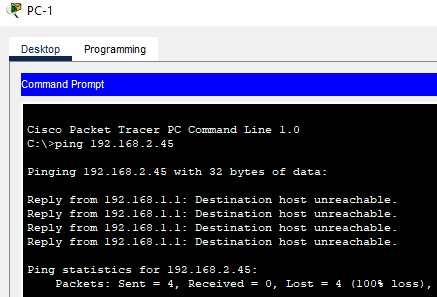 PC-1
Desktop Programming
Command Prompt
Cisco Packet Tracer PC Command Line 1.0
C:\>ping 192.168.2.45
Pinging 192.168.2.45 with 32 bytes of data:
Reply from 192.168.1.1: Destination host unreachable.
Reply from 192.168.1.1: Destination host unreachable.
Reply from 192.168.1.1: Destination host unreachable.
Reply from 192.168.1.1: Destination host unreachable.
Ping statistics for 192.168.2.45:
Packets: Sent = 4, Received = 0, Lost = 4 (100% loss),